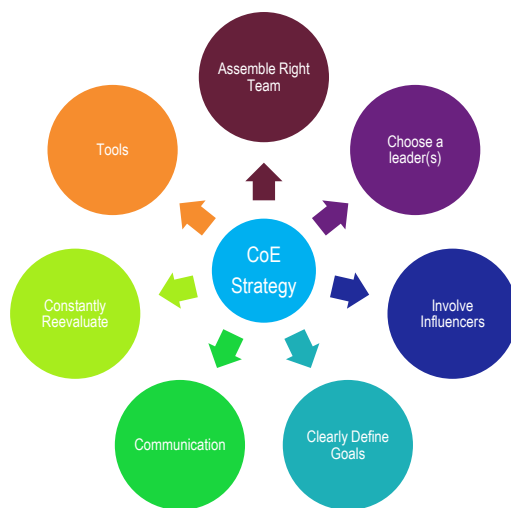 Assemble Right
Team
Choose a
leader(s)
Involve
Influencers
Clearly Define
Goals
Communication
Constantly
Reevaluate
Tools
CoE
Strategy